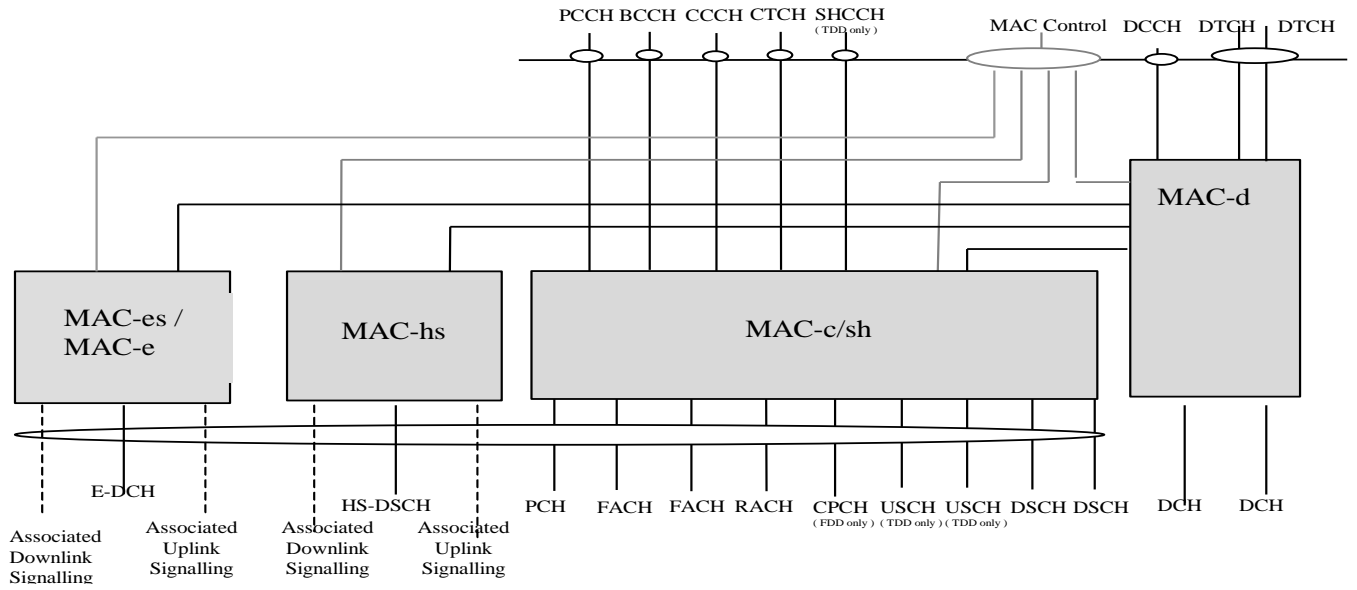 PCCH BCCH CCCH CTCH SHCCH
( TDD only )
MAC Control DCCH DTCH DTCH
MAC-d
MAC-es /
MAC-e
MAC-hs
MAC-c/sh
E-DCH
HS-DSCH
PCH FACH FACH RACH CPCH USCH USCH DSCH DSCH
( FDD only ) ( TDD only ) ( TDD only )
DCH DCH
Associated
Downlink
Signalling
Associated
Uplink
Signalling
Associated
Downlink
Signalling
Associated
Uplink
Signalling